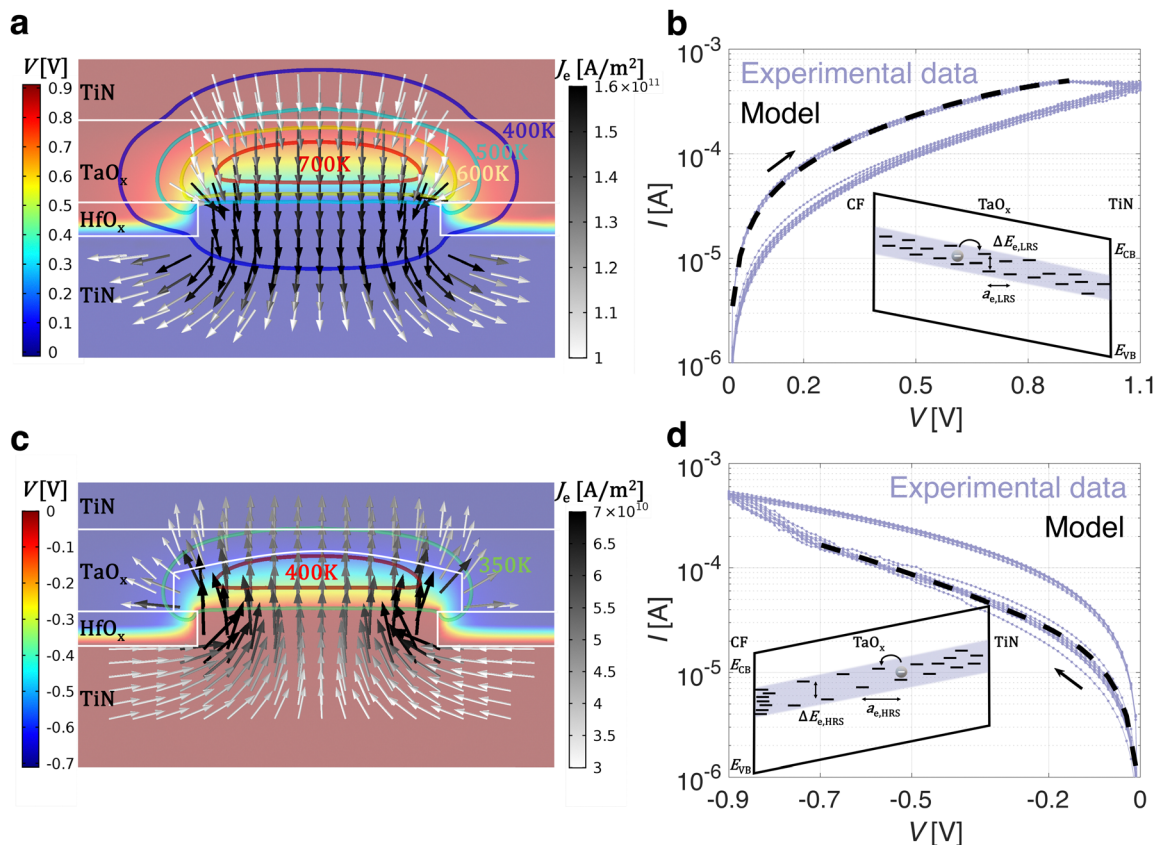 a
V [V]
0.9
0.8
0.7
0.6
0.5
0.4
0.3
0.2
0.1
0
TiN
TaOx
HfOx
TiN
400K
500K
600K
700K
Je [A/m²]
1.6×10¹¹
1.5
1.4
1.3
1.2
1.1
1
b
Experimental data
Model
I [A]
10⁻³
10⁻⁴
10⁻⁵
10⁻⁶
0
0.2
0.5
0.8
1.1
V [V]
CF
TaOx
TiN
ΔEe,LRS
ae,LRS
ECB
EVB
c
V [V]
0
-0.1
-0.2
-0.3
-0.4
-0.5
-0.6
-0.7
TiN
TaOx
HfOx
TiN
350K
400K
Je [A/m²]
7×10¹⁰
6.5
6
5.5
5
4.5
4
3.5
3
d
Experimental data
Model
I [A]
10⁻³
10⁻⁴
10⁻⁵
10⁻⁶
-0.9
-0.7
-0.5
-0.2
0
V [V]
CF
TaOx
TiN
ECB
ΔEe,HRS
ae,HRS
EVB